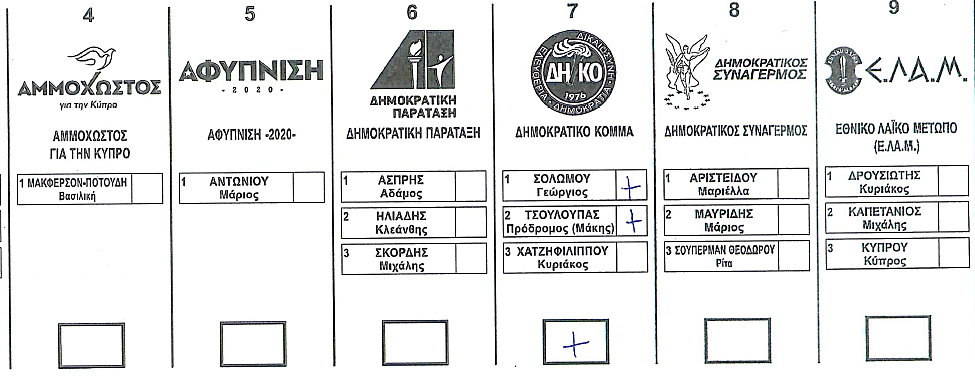 4
ΑΜΜΟΧΩΣΤΟΣ
για την Κύπρο
ΑΜΜΟΧΩΣΤΟΣ
ΓΙΑ ΤΗΝ ΚΥΠΡΟ
1 ΜΑΚΦΕΡΣΟΝ-ΠΟΤΟΥΔΗ
Βασιλική
5
ΑΦΥΠΝΙΣΗ
- 2020 -
ΑΦΥΠΝΙΣΗ -2020-
1 ΑΝΤΩΝΙΟΥ
Μάριος
6
ΔΗΜΟΚΡΑΤΙΚΗ
ΠΑΡΑΤΑΞΗ
ΔΗΜΟΚΡΑΤΙΚΗ ΠΑΡΑΤΑΞΗ
1 ΑΣΠΡΗΣ
Αδάμος
2 ΗΛΙΑΔΗΣ
Κλεάνθης
3 ΣΚΟΡΔΗΣ
Μιχάλης
7
ΕΛΕΥΘΕΡΙΑ · ΔΗΜΟΚΡΑΤΙΑ · ΔΙΚΑΙΟΣΥΝΗ
ΔΗ ΚΟ
1976
ΔΗΜΟΚΡΑΤΙΚΟ ΚΟΜΜΑ
1 ΣΟΛΩΜΟΥ
Γεώργιος
+
2 ΤΣΟΥΛΟΥΠΑΣ
Πρόδρομος (Μάκης)
+
3 ΧΑΤΖΗΦΙΛΙΠΠΟΥ
Κυριάκος
+
8
ΔΗΜΟΚΡΑΤΙΚΟΣ
ΣΥΝΑΓΕΡΜΟΣ
ΔΗΜΟΚΡΑΤΙΚΟΣ ΣΥΝΑΓΕΡΜΟΣ
1 ΑΡΙΣΤΕΙΔΟΥ
Μαριέλλα
2 ΜΑΥΡΙΔΗΣ
Μάριος
3 ΣΟΥΠΕΡΜΑΝ ΘΕΟΔΩΡΟΥ
Ρίτα
9
Ε.ΛΑ.Μ.
ΕΘΝΙΚΟ ΛΑΪΚΟ ΜΕΤΩΠΟ
(Ε.ΛΑ.Μ.)
1 ΔΡΟΥΣΙΩΤΗΣ
Κυριάκος
2 ΚΑΠΕΤΑΝΙΟΣ
Μιχάλης
3 ΚΥΠΡΟΥ
Κύπρος